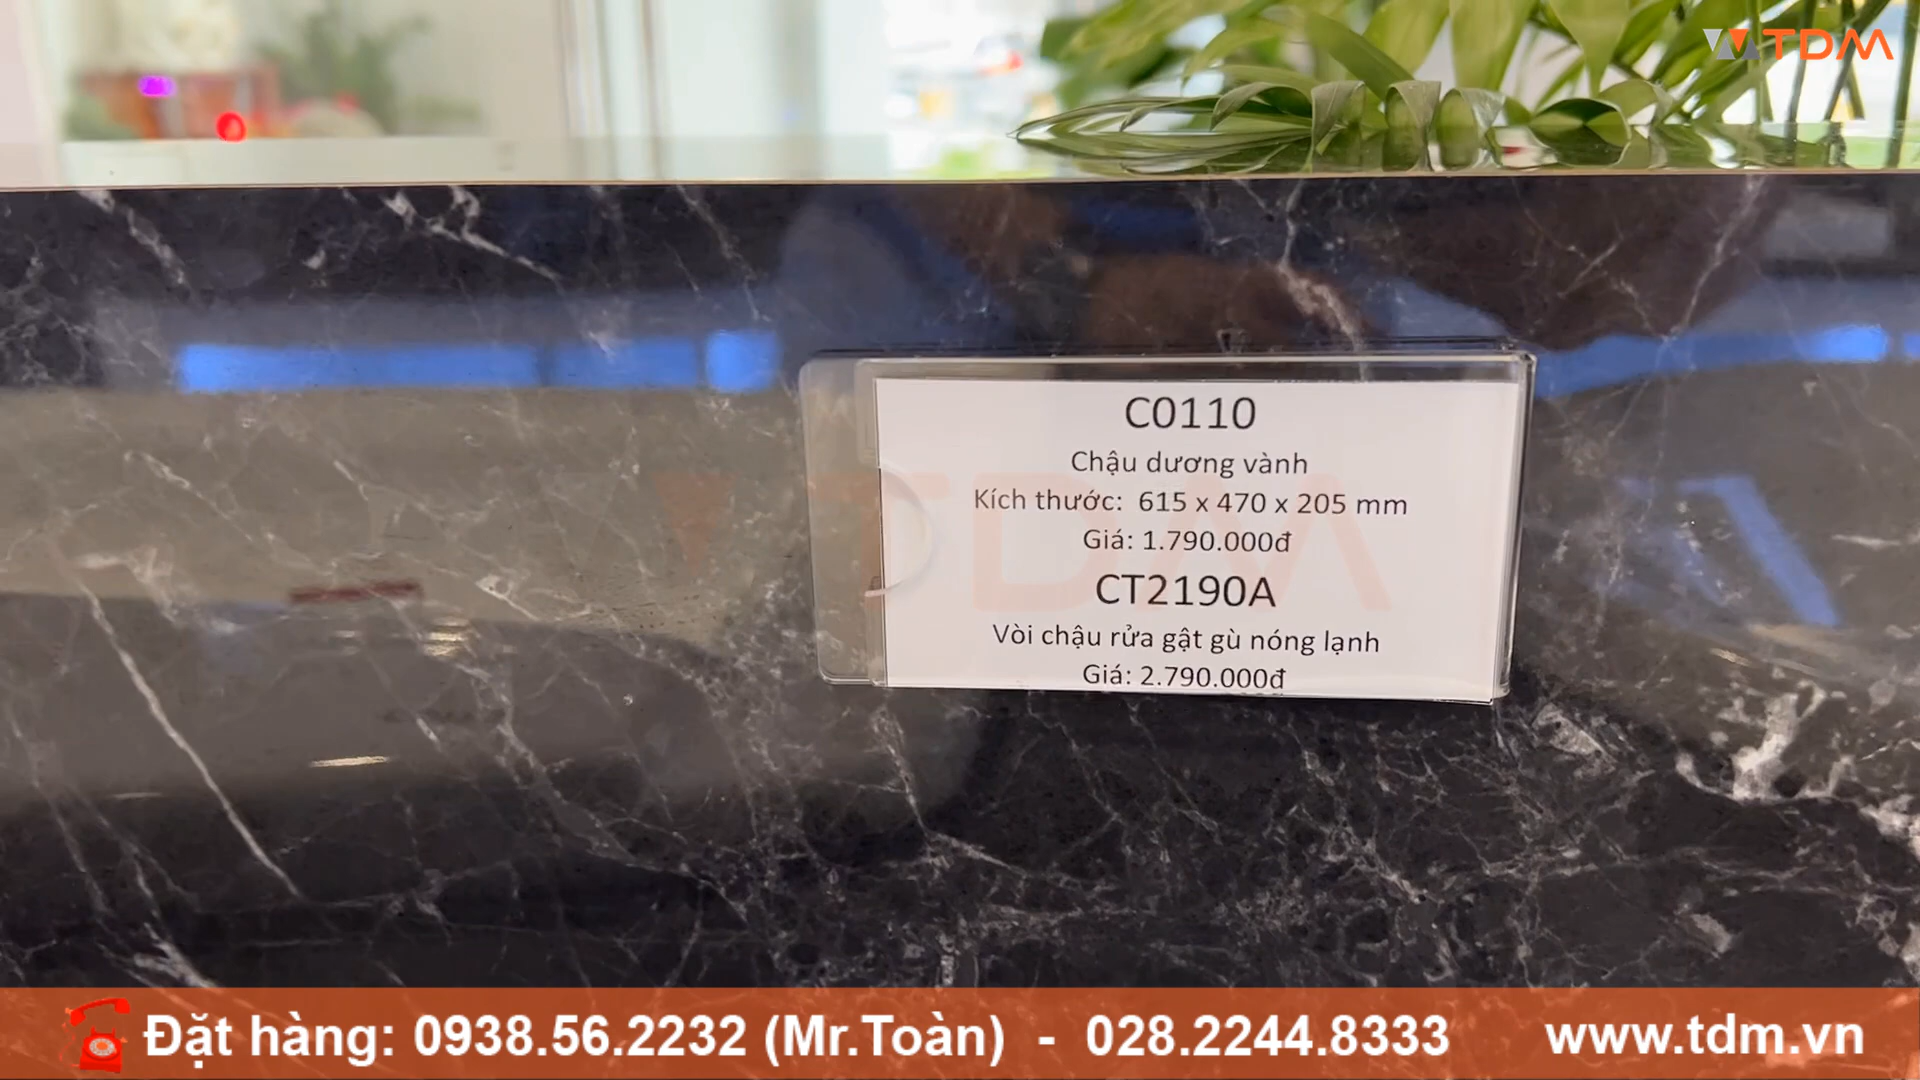 TDM
C0110
Chậu dương vành
Kích thước: 615 x 470 x 205 mm
Giá: 1.790.000đ
CT2190A
Vòi chậu rửa gật gù nóng lạnh
Giá: 2.790.000đ
TDM
Đặt hàng: 0938.56.2232 (Mr.Toàn) - 028.2244.8333 www.tdm.vn